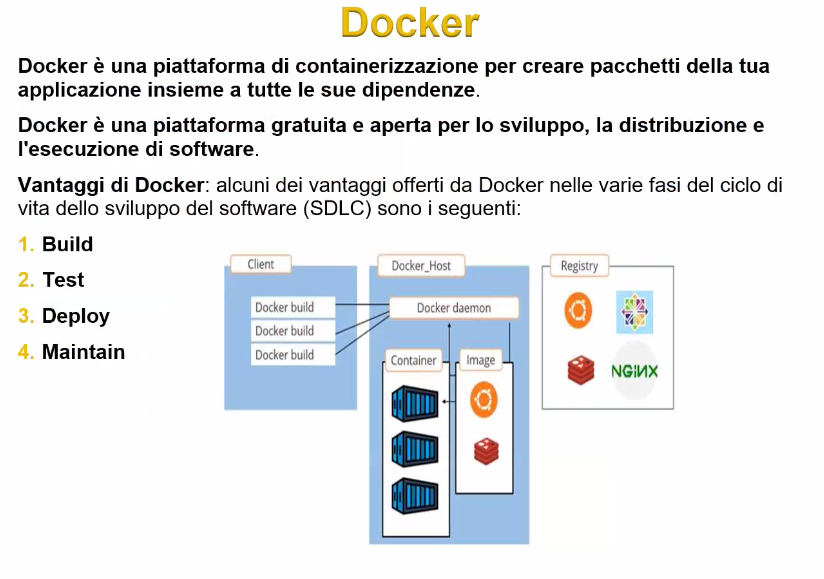 Docker
Docker è una piattaforma di containerizzazione per creare pacchetti della tua
applicazione insieme a tutte le sue dipendenze.
Docker è una piattaforma gratuita e aperta per lo sviluppo, la distribuzione e
l'esecuzione di software.
Vantaggi di Docker: alcuni dei vantaggi offerti da Docker nelle varie fasi del ciclo di
vita dello sviluppo del software (SDLC) sono i seguenti:
1. Build
2. Test
3. Deploy
4. Maintain
Client
Docker build
Docker build
Docker build
Docker_Host
Docker daemon
Container
Image
Registry
NGINX